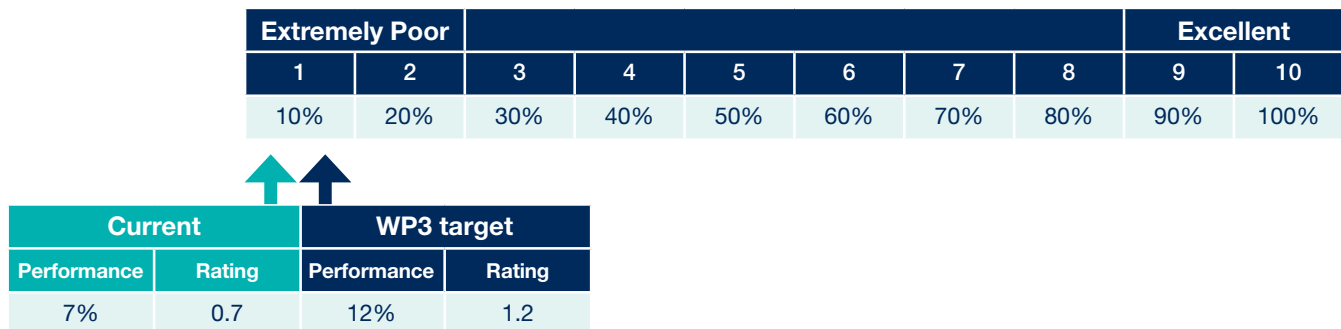 Extremely Poor Excellent
1 2 3 4 5 6 7 8 9 10
10% 20% 30% 40% 50% 60% 70% 80% 90% 100%
Current WP3 target
Performance Rating Performance Rating
7% 0.7 12% 1.2